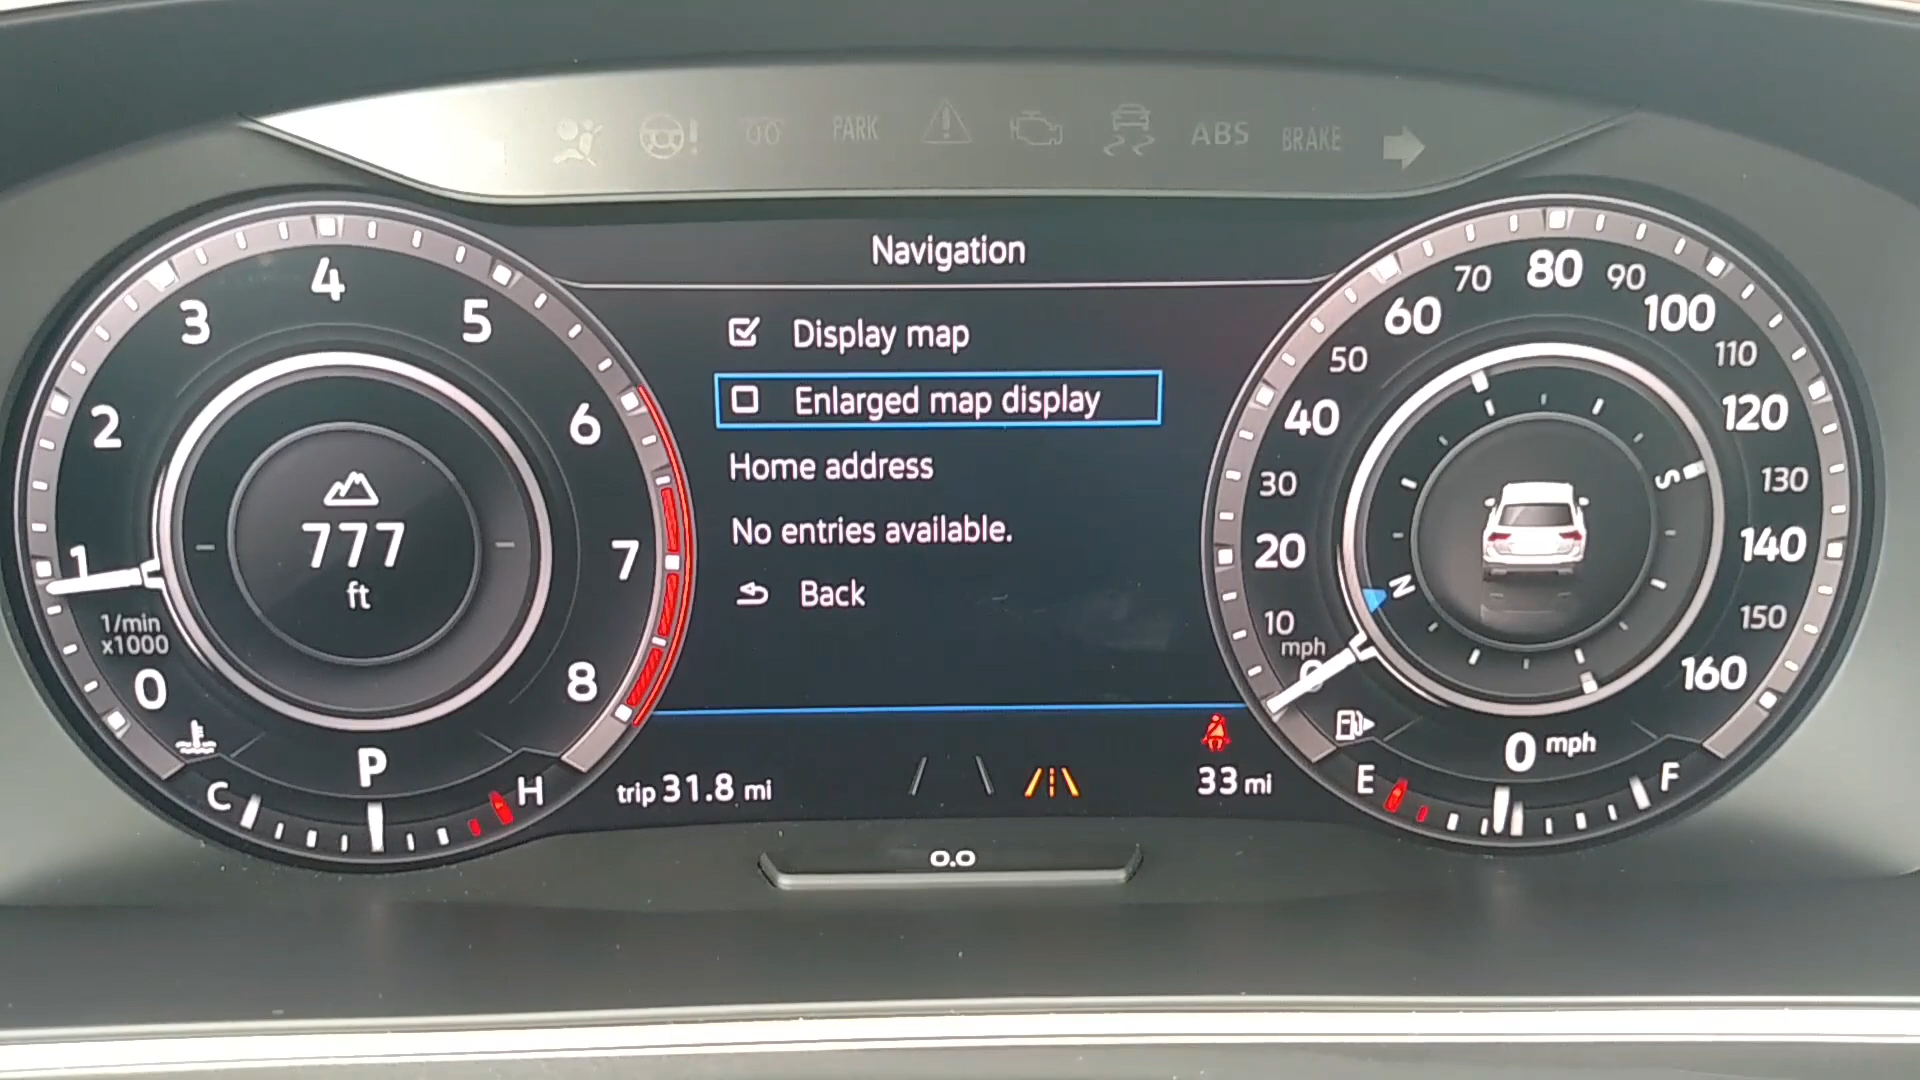 PARK
ABS
BRAKE
Navigation
Display map
Enlarged map display
Home address
No entries available.
Back
0
1
2
3
4
5
6
7
8
1/min
x1000
777
ft
P
C
H
trip 31.8 mi
33 mi
0.0
0
10
20
30
40
50
60
70
80
90
100
110
120
130
140
150
160
mph
N
S
0 mph
E
F